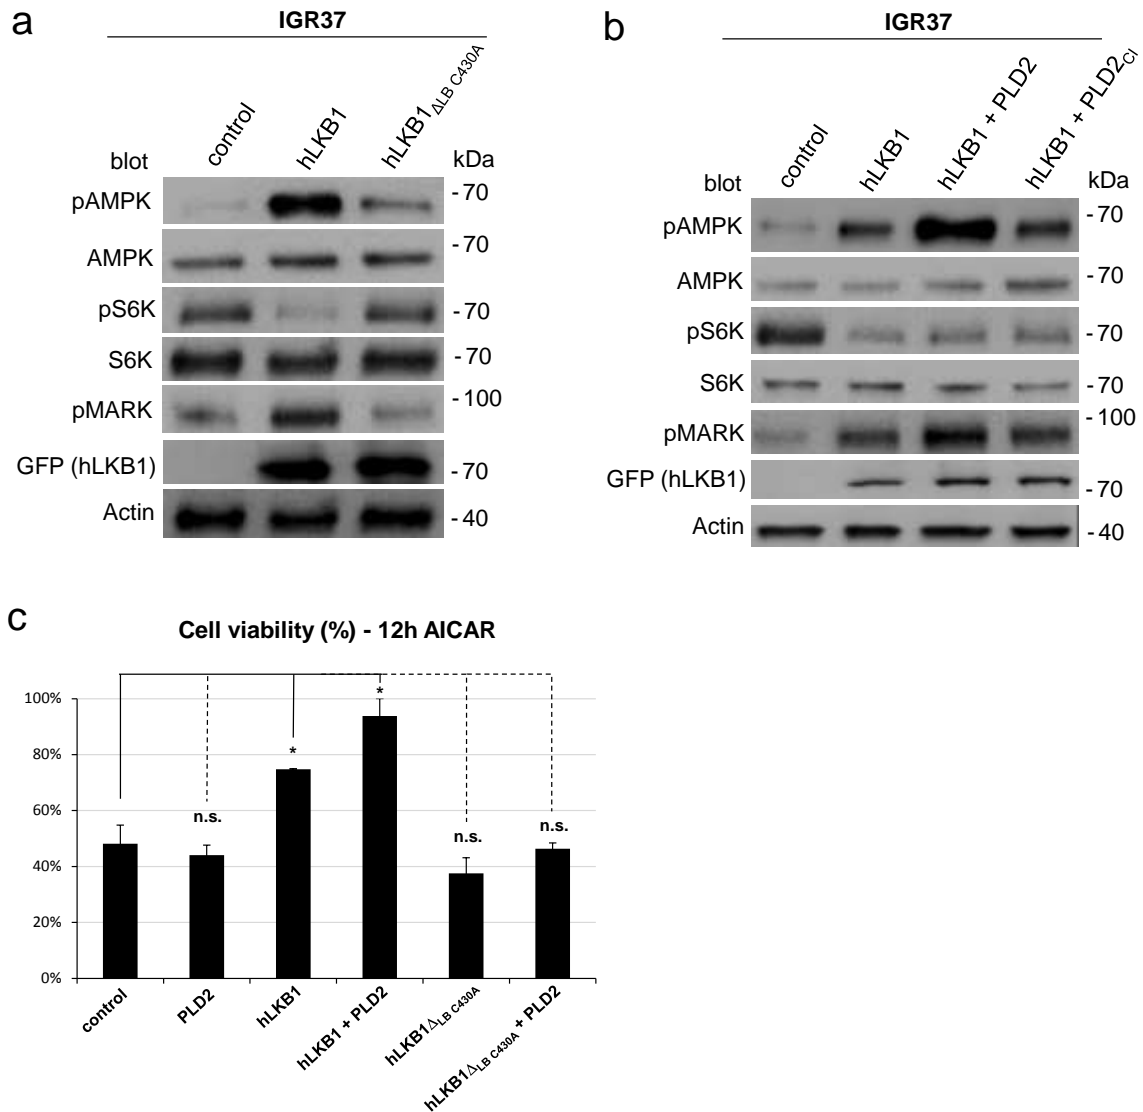 a
IGR37
blot control hLKB1 hLKB1ΔLB C430A kDa
pAMPK - 70
AMPK - 70
pS6K - 70
S6K - 70
pMARK - 100
GFP (hLKB1) - 70
Actin - 40
b
IGR37
blot control hLKB1 hLKB1 + PLD2 hLKB1 + PLD2CI kDa
pAMPK - 70
AMPK - 70
pS6K - 70
S6K - 70
pMARK - 100
GFP (hLKB1) - 70
Actin - 40
c
Cell viability (%) - 12h AICAR
100%
80%
60%
40%
20%
0%
n.s.
*
*
n.s.
n.s.
control
PLD2
hLKB1
hLKB1 + PLD2
hLKB1ΔLB C430A
hLKB1ΔLB C430A + PLD2